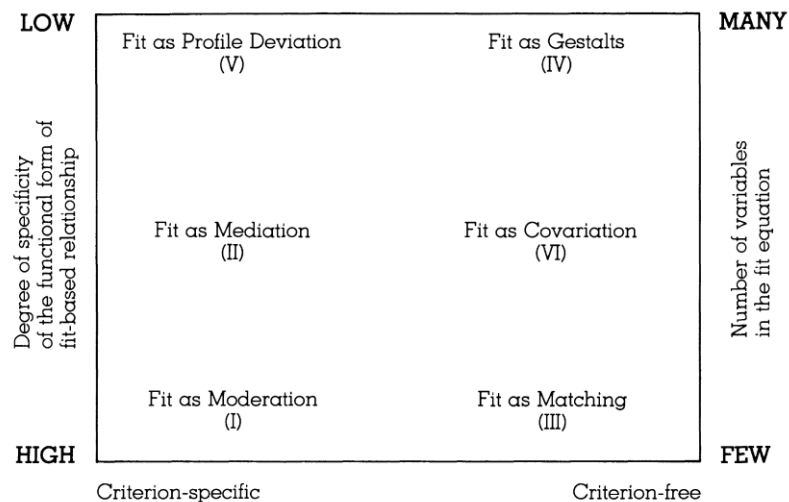 LOW
MANY
Fit as Profile Deviation
(V)
Fit as Gestalts
(IV)
Degree of specificity
of the functional form of
fit-based relationship
Fit as Mediation
(II)
Fit as Covariation
(VI)
Number of variables
in the fit equation
Fit as Moderation
(I)
Fit as Matching
(III)
HIGH
FEW
Criterion-specific
Criterion-free